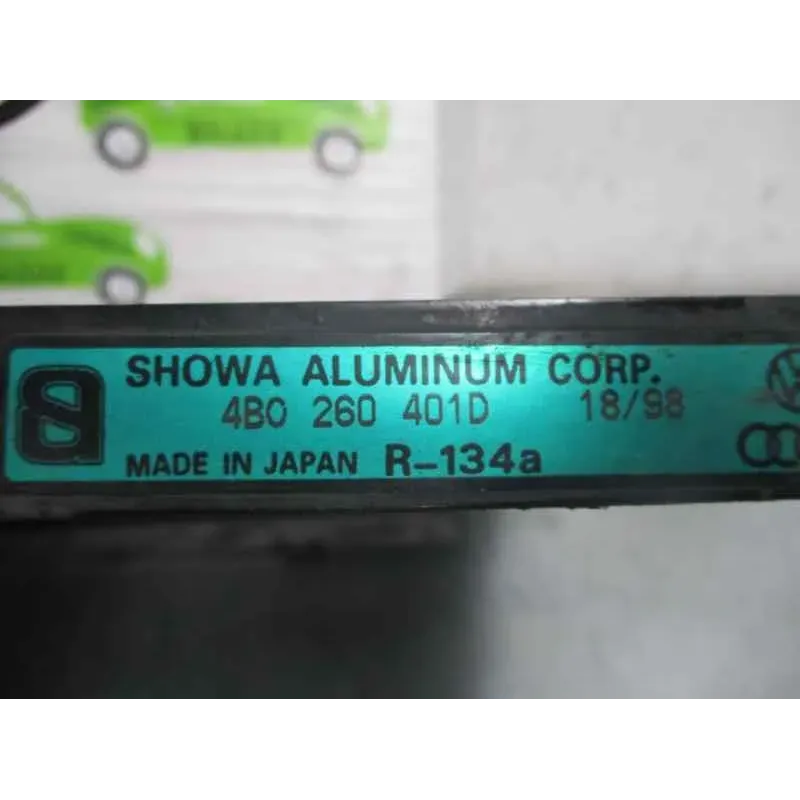 SHOWA ALUMINUM CORP.
4B0 260 401D 18/98
MADE IN JAPAN R-134a